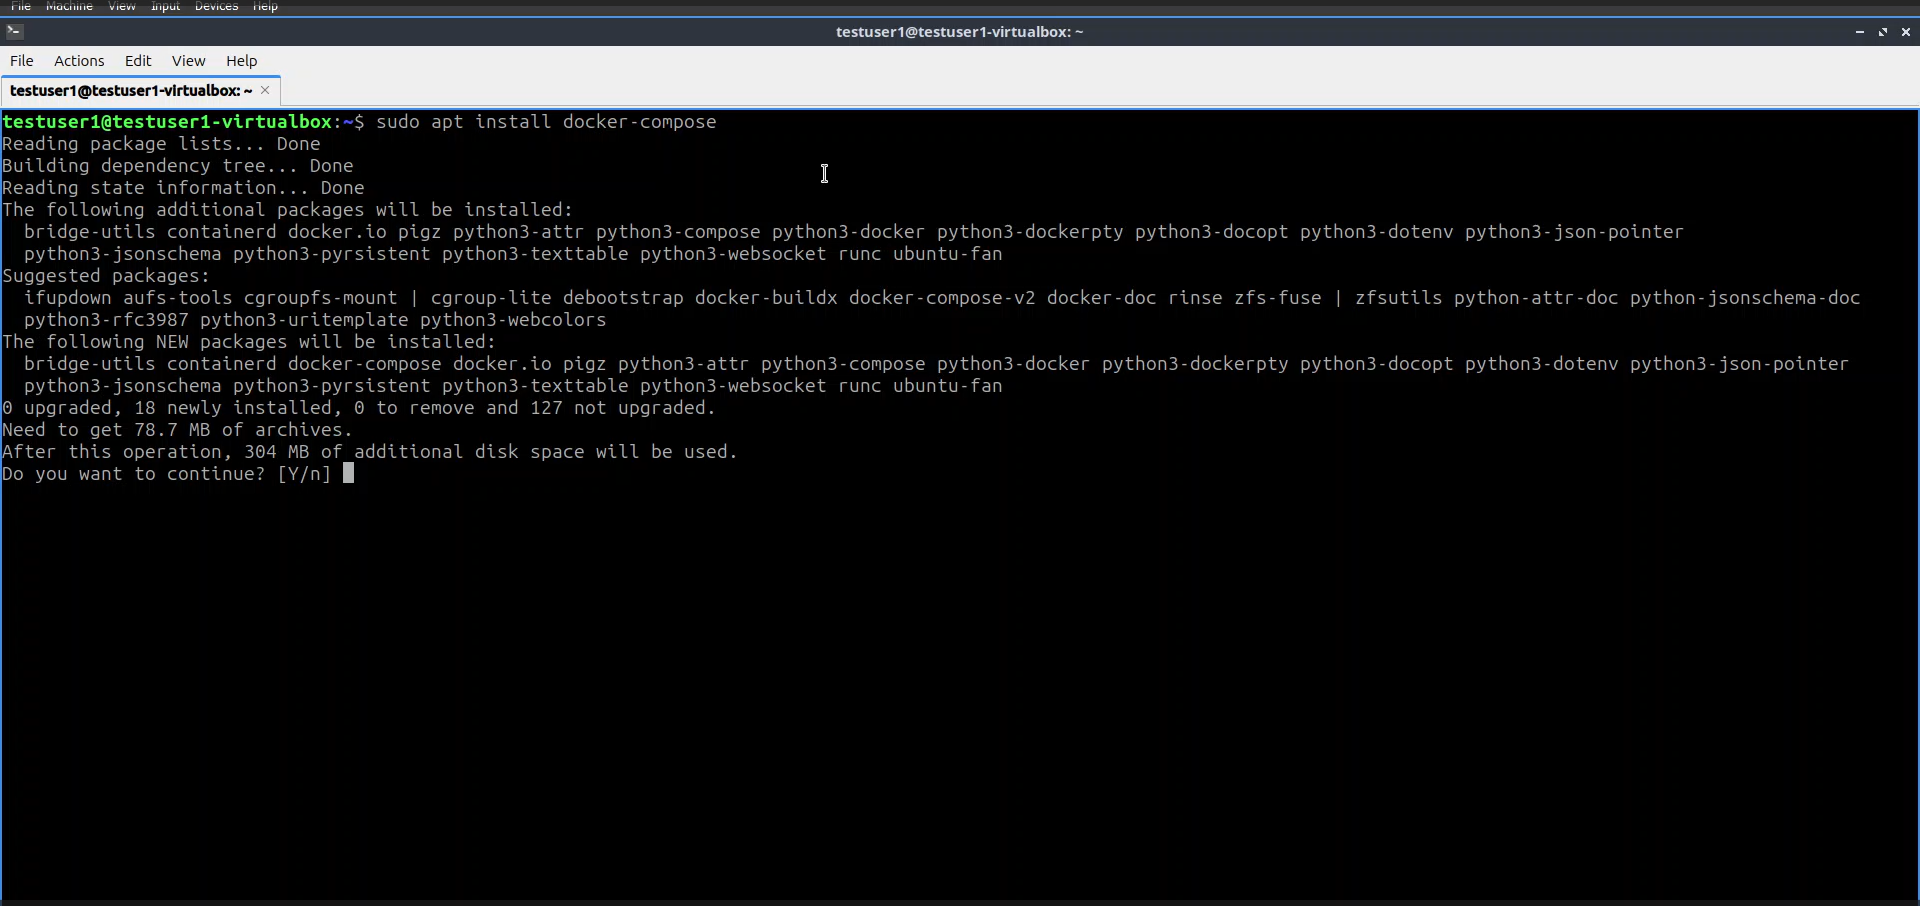 File Machine View Input Devices Help
testuser1@testuser1-virtualbox: ~
File Actions Edit View Help
testuser1@testuser1-virtualbox: ~
testuser1@testuser1-virtualbox:~$ sudo apt install docker-compose
Reading package lists... Done
Building dependency tree... Done
Reading state information... Done
The following additional packages will be installed:
  bridge-utils containerd docker.io pigz python3-attr python3-compose python3-docker python3-dockerpty python3-docopt python3-dotenv python3-json-pointer
  python3-jsonschema python3-pyrsistent python3-texttable python3-websocket runc ubuntu-fan
Suggested packages:
  ifupdown aufs-tools cgroupfs-mount | cgroup-lite debootstrap docker-buildx docker-compose-v2 docker-doc rinse zfs-fuse | zfsutils python-attr-doc python-jsonschema-doc
  python3-rfc3987 python3-uritemplate python3-webcolors
The following NEW packages will be installed:
  bridge-utils containerd docker-compose docker.io pigz python3-attr python3-compose python3-docker python3-dockerpty python3-docopt python3-dotenv python3-json-pointer
  python3-jsonschema python3-pyrsistent python3-texttable python3-websocket runc ubuntu-fan
0 upgraded, 18 newly installed, 0 to remove and 127 not upgraded.
Need to get 78.7 MB of archives.
After this operation, 304 MB of additional disk space will be used.
Do you want to continue? [Y/n]